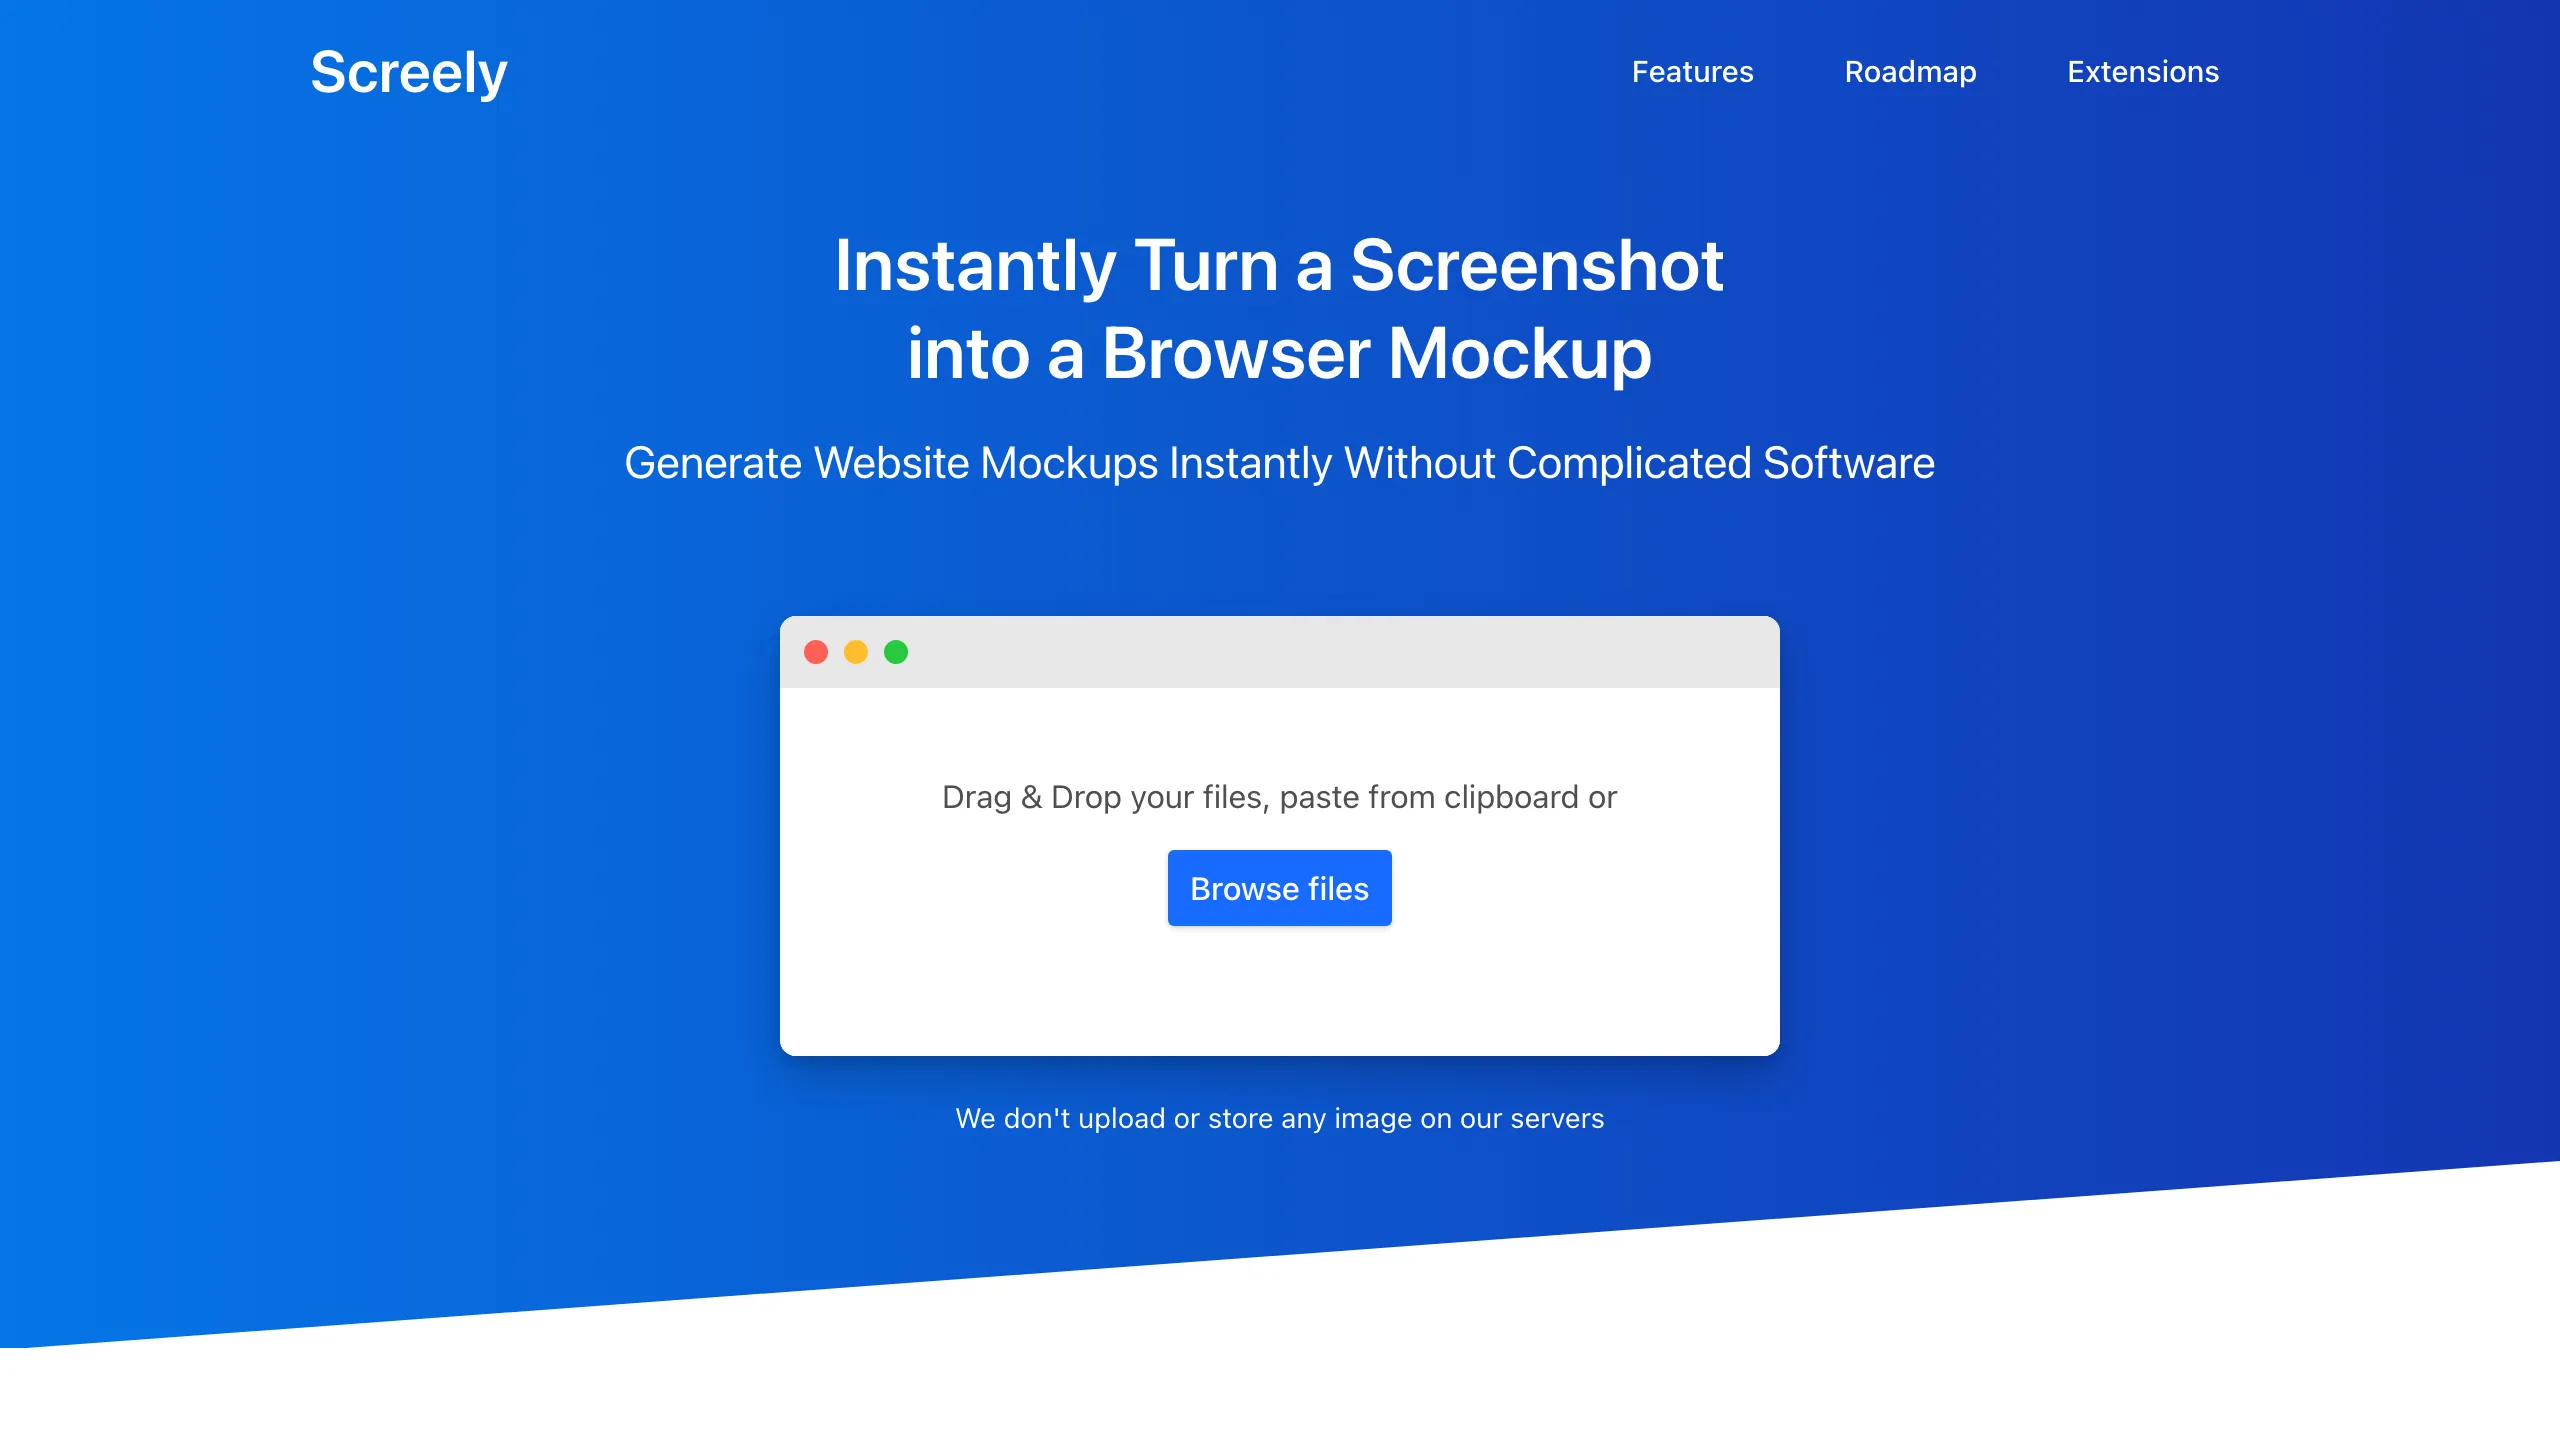 Screely
Features
Roadmap
Extensions
Instantly Turn a Screenshot
into a Browser Mockup
Generate Website Mockups Instantly Without Complicated Software
Drag & Drop your files, paste from clipboard or
Browse files
We don't upload or store any image on our servers